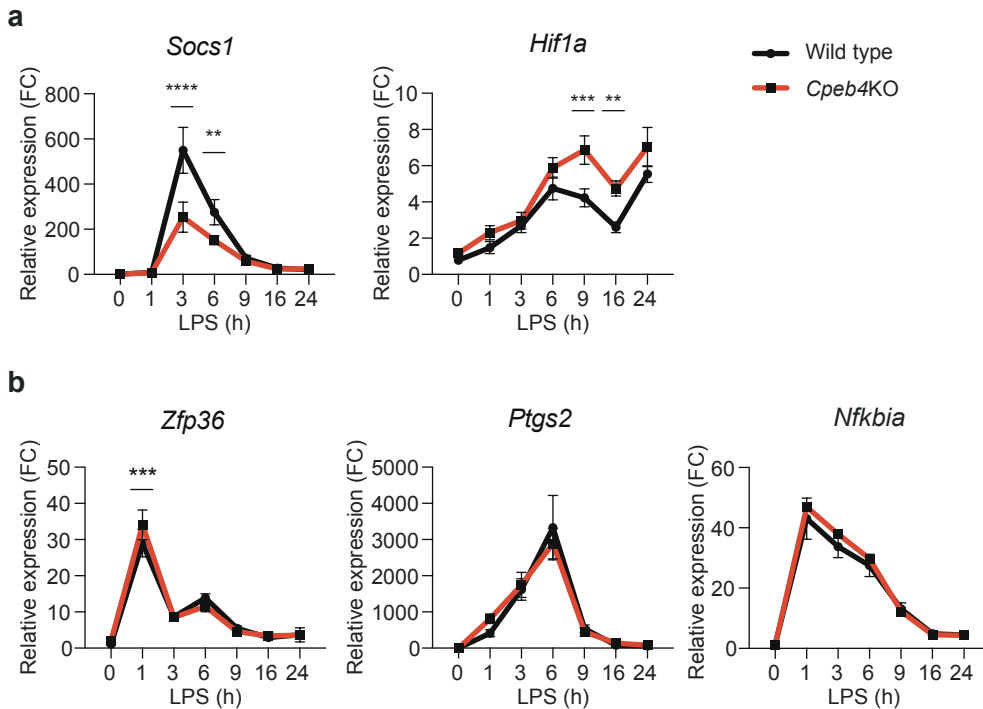 a
Socs1
Hif1a
Wild type
Cpeb4KO
Relative expression (FC)
800
600
400
200
0
****
**
0 1 3 6 9 16 24
LPS (h)
Relative expression (FC)
10
8
6
4
2
0
*** **
0 1 3 6 9 16 24
LPS (h)
b
Zfp36
Ptgs2
Nfkbia
Relative expression (FC)
50
40
30
20
10
0
***
0 1 3 6 9 16 24
LPS (h)
Relative expression (FC)
5000
4000
3000
2000
1000
0
0 1 3 6 9 16 24
LPS (h)
Relative expression (FC)
60
40
20
0
0 1 3 6 9 16 24
LPS (h)